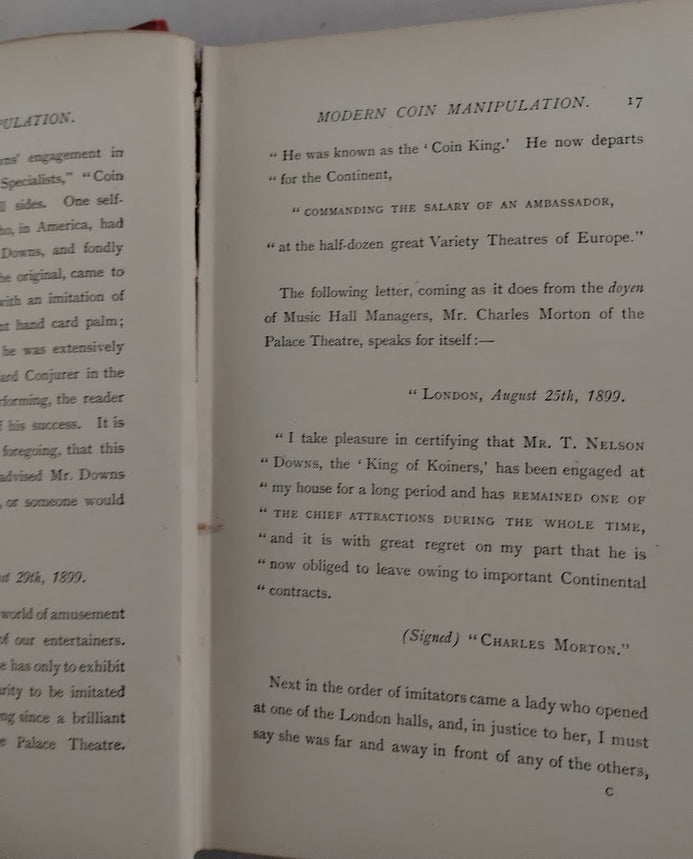 PULATION.
ns' engagement in
Specialists," "Coin
sides. One self-
in America, had
Downs, and fondly
original, came to
with an imitation of
hand card palm;
he was extensively
Conjurer in the
forming, the reader
his success. It is
foregoing, that this
advised Mr. Downs
or someone would
29th, 1899.
world of amusement
of our entertainers.
has only to exhibit
rity to be imitated
since a brilliant
Palace Theatre.
MODERN COIN MANIPULATION. 17
" He was known as the ' Coin King.' He now departs
" for the Continent,
" COMMANDING THE SALARY OF AN AMBASSADOR,
" at the half-dozen great Variety Theatres of Europe."
The following letter, coming as it does from the doyen
of Music Hall Managers, Mr. Charles Morton of the
Palace Theatre, speaks for itself :—
" LONDON, August 25th, 1899.
" I take pleasure in certifying that MR. T. NELSON
" DOWNS, the ' King of Koiners,' has been engaged at
" my house for a long period and has REMAINED ONE OF
" THE CHIEF ATTRACTIONS DURING THE WHOLE TIME,
" and it is with great regret on my part that he is
" now obliged to leave owing to important Continental
" contracts.
(Signed) " CHARLES MORTON."
Next in the order of imitators came a lady who opened
at one of the London halls, and, in justice to her, I must
say she was far and away in front of any of the others,
C